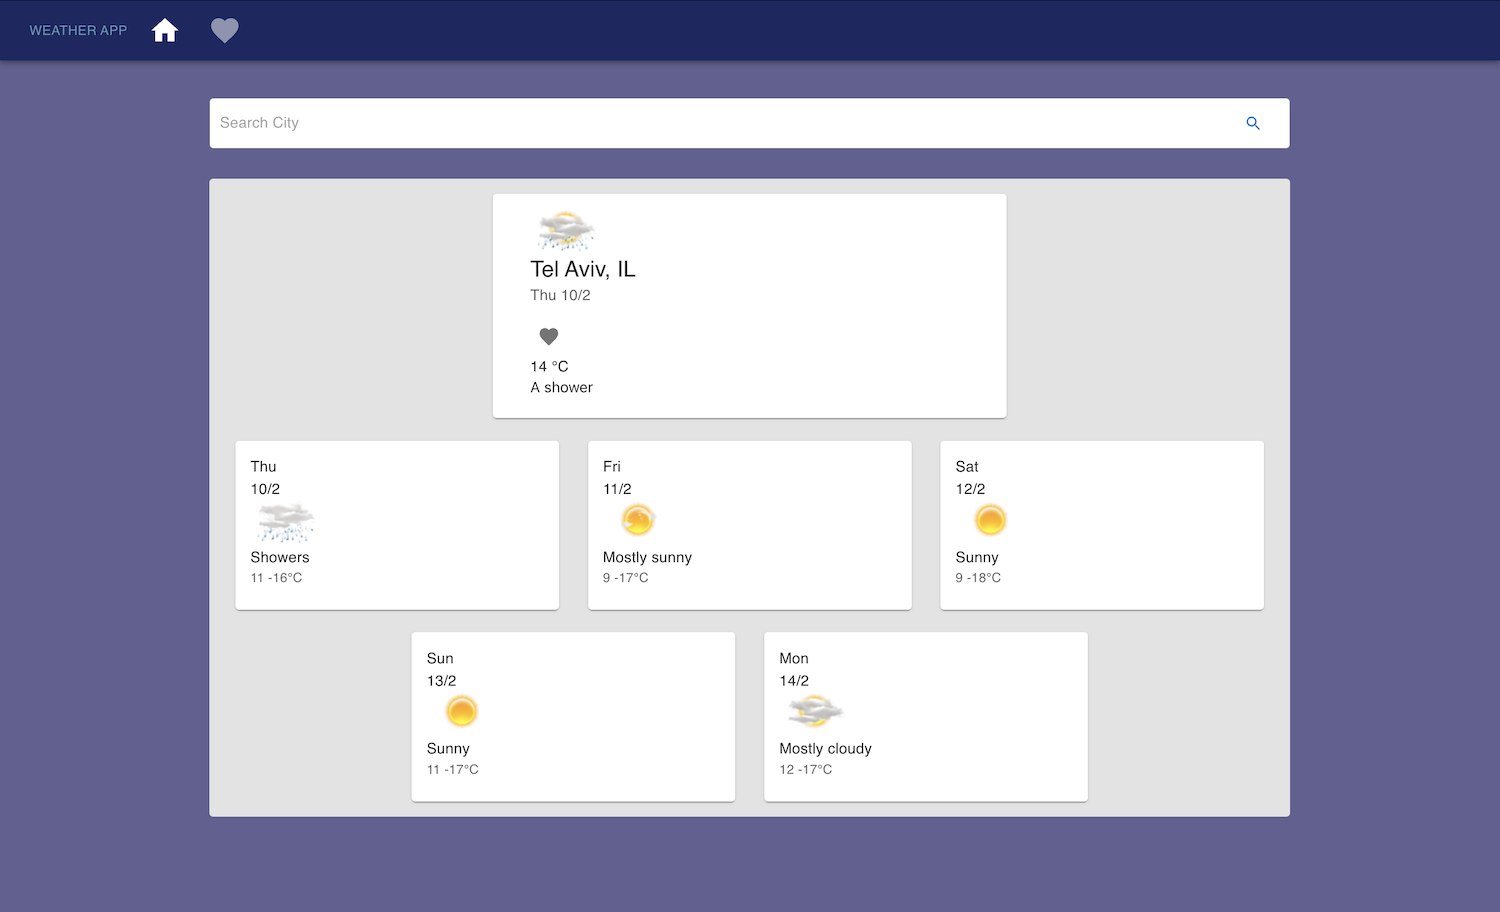 WEATHER APP
Search City
Tel Aviv, IL
Thu 10/2
14 °C
A shower
Thu
10/2
Showers
11 -16°C
Fri
11/2
Mostly sunny
9 -17°C
Sat
12/2
Sunny
9 -18°C
Sun
13/2
Sunny
11 -17°C
Mon
14/2
Mostly cloudy
12 -17°C